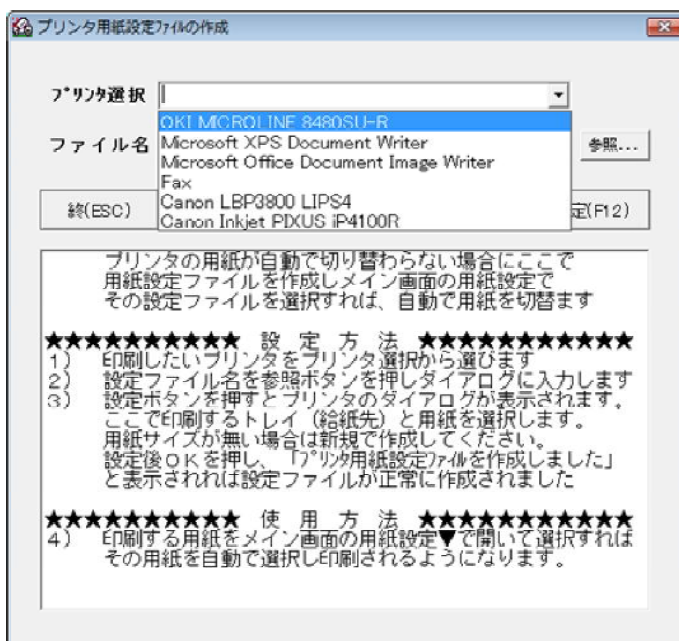 プリンタ用紙設定ファイルの作成
プリンタ選択
OKI MICROLINE 8480SU-R
ファイル名
Microsoft XPS Document Writer
参照...
Microsoft Office Document Image Writer
Fax
Canon LBP3800 LIPS4
終(ESC)
定(F12)
Canon Inkjet PIXUS iP4100R
プリンタの用紙が自動で切り替わらない場合にここで
用紙設定ファイルを作成しメイン画面の用紙設定で
その設定ファイルを選択すれば、自動で用紙を切替ます
★★★★★★★★★★ 設 定 方 法 ★★★★★★★★★★★
1) 印刷したいプリンタをプリンタ選択から選びます
2) 設定ファイル名を参照ボタンを押しダイアログに入力します
3) 設定ボタンを押すとプリンタのダイアログが表示されます。
ここで印刷するトレイ(給紙先)と用紙を選択します。
用紙サイズが無い場合は新規で作成してください。
設定後OKを押し、「プリンタ用紙設定ファイルを作成しました」
と表示されれば設定ファイルが正常に作成されました
★★★★★★★★★★ 使 用 方 法 ★★★★★★★★★★★
4) 印刷する用紙をメイン画面の用紙設定▼で開いて選択すれば
その用紙を自動で選択し印刷されるようになります。